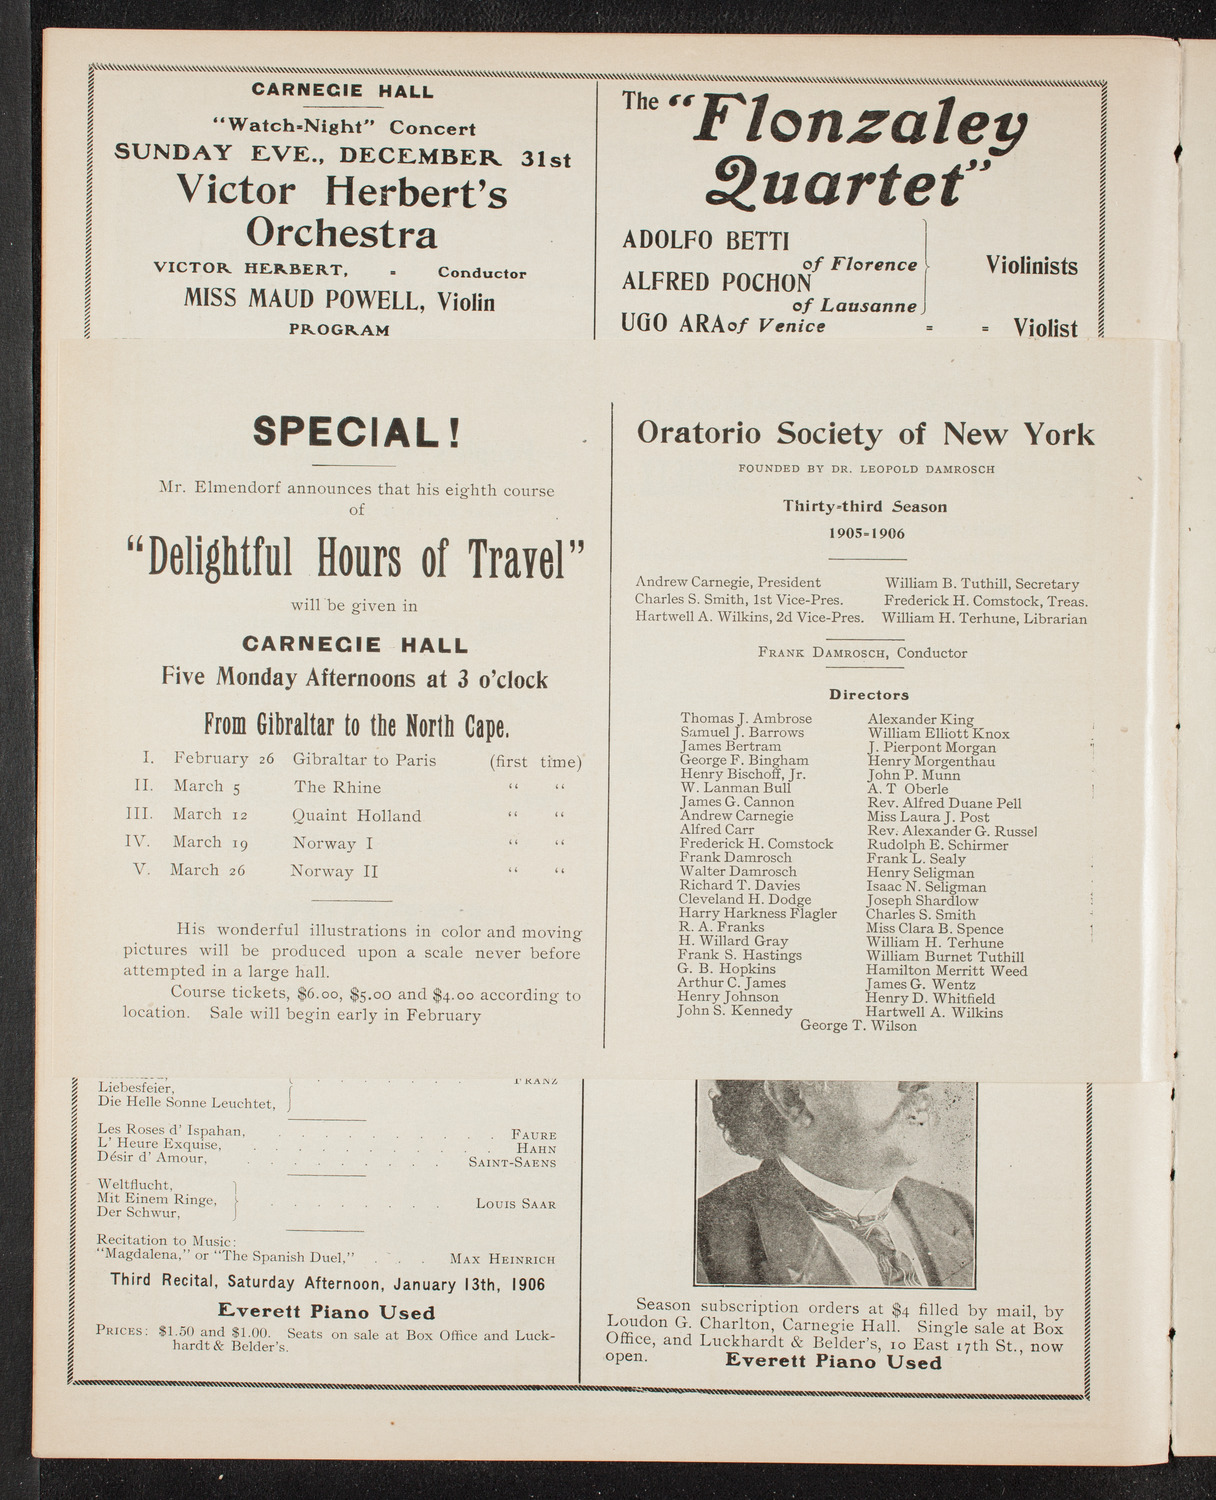 CARNEGIE HALL
"Watch-Night" Concert
SUNDAY EVE., DECEMBER 31st
Victor Herbert's
Orchestra
VICTOR HERBERT, - Conductor
MISS MAUD POWELL, Violin
PROGRAM
The "Flonzaley
Quartet"
ADOLFO BETTI
of Florence
ALFRED POCHON
of Lausanne
Violinists
UGO ARA of Venice = = Violist
SPECIAL!
Mr. Elmendorf announces that his eighth course
of
"Delightful Hours of Travel"
will be given in
CARNEGIE HALL
Five Monday Afternoons at 3 o'clock
From Gibraltar to the North Cape.
I. February 26 Gibraltar to Paris (first time)
II. March 5 The Rhine " "
III. March 12 Quaint Holland " "
IV. March 19 Norway I " "
V. March 26 Norway II " "
His wonderful illustrations in color and moving
pictures will be produced upon a scale never before
attempted in a large hall.
Course tickets, $6.00, $5.00 and $4.00 according to
location. Sale will begin early in February
Oratorio Society of New York
FOUNDED BY DR. LEOPOLD DAMROSCH
Thirty-third Season
1905-1906
Andrew Carnegie, President William B. Tuthill, Secretary
Charles S. Smith, 1st Vice-Pres. Frederick H. Comstock, Treas.
Hartwell A. Wilkins, 2d Vice-Pres. William H. Terhune, Librarian
FRANK DAMROSCH, Conductor
Directors
Thomas J. Ambrose Alexander King
Samuel J. Barrows William Elliott Knox
James Bertram J. Pierpont Morgan
George F. Bingham Henry Morgenthau
Henry Bischoff, Jr. John P. Munn
W. Lanman Bull A. T Oberle
James G. Cannon Rev. Alfred Duane Pell
Andrew Carnegie Miss Laura J. Post
Alfred Carr Rev. Alexander G. Russel
Frederick H. Comstock Rudolph E. Schirmer
Frank Damrosch Frank L. Sealy
Walter Damrosch Henry Seligman
Richard T. Davies Isaac N. Seligman
Cleveland H. Dodge Joseph Shardlow
Harry Harkness Flagler Charles S. Smith
R. A. Franks Miss Clara B. Spence
H. Willard Gray William H. Terhune
Frank S. Hastings William Burnet Tuthill
G. B. Hopkins Hamilton Merritt Weed
Arthur C. James James G. Wentz
Henry Johnson Henry D. Whitfield
John S. Kennedy Hartwell A. Wilkins
George T. Wilson
FRANZ
Liebesfeier,
Die Helle Sonne Leuchtet,
Les Roses d' Ispahan, . . . . . . . . FAURE
L' Heure Exquise, . . . . . . . . HAHN
Désir d' Amour, . . . . . . . SAINT-SAENS
Weltflucht,
Mit Einem Ringe, . . . . . . . LOUIS SAAR
Der Schwur,
Recitation to Music:
"Magdalena," or "The Spanish Duel," . . . MAX HEINRICH
Third Recital, Saturday Afternoon, January 13th, 1906
Everett Piano Used
PRICES: $1.50 and $1.00. Seats on sale at Box Office and Luck-
hardt & Belder's.
Season subscription orders at $4 filled by mail, by
Loudon G. Charlton, Carnegie Hall. Single sale at Box
Office, and Luckhardt & Belder's, 10 East 17th St., now
open. Everett Piano Used